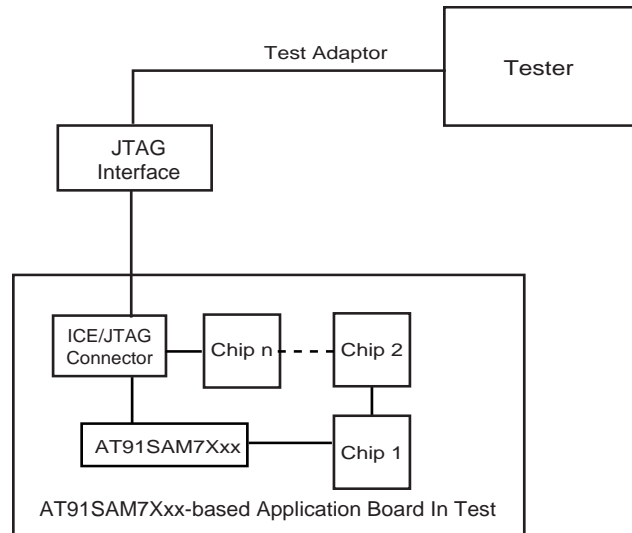 Test Adaptor
Tester
JTAG
Interface
ICE/JTAG
Connector
Chip n
Chip 2
AT91SAM7Xxx
Chip 1
AT91SAM7Xxx-based Application Board In Test